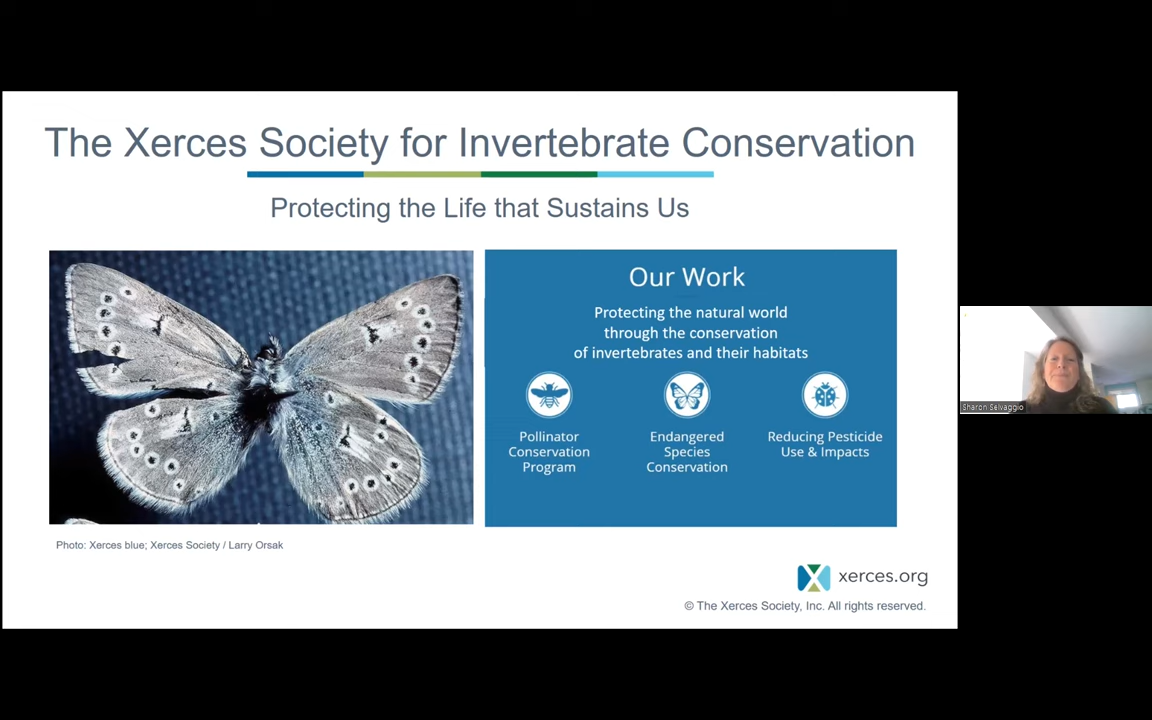 The Xerces Society for Invertebrate Conservation
Protecting the Life that Sustains Us
Our Work
Protecting the natural world
through the conservation
of invertebrates and their habitats
Pollinator
Conservation
Program
Endangered
Species
Conservation
Reducing Pesticide
Use & Impacts
Photo: Xerces blue; Xerces Society / Larry Orsak
xerces.org
© The Xerces Society, Inc. All rights reserved.
Sharon Selvaggio